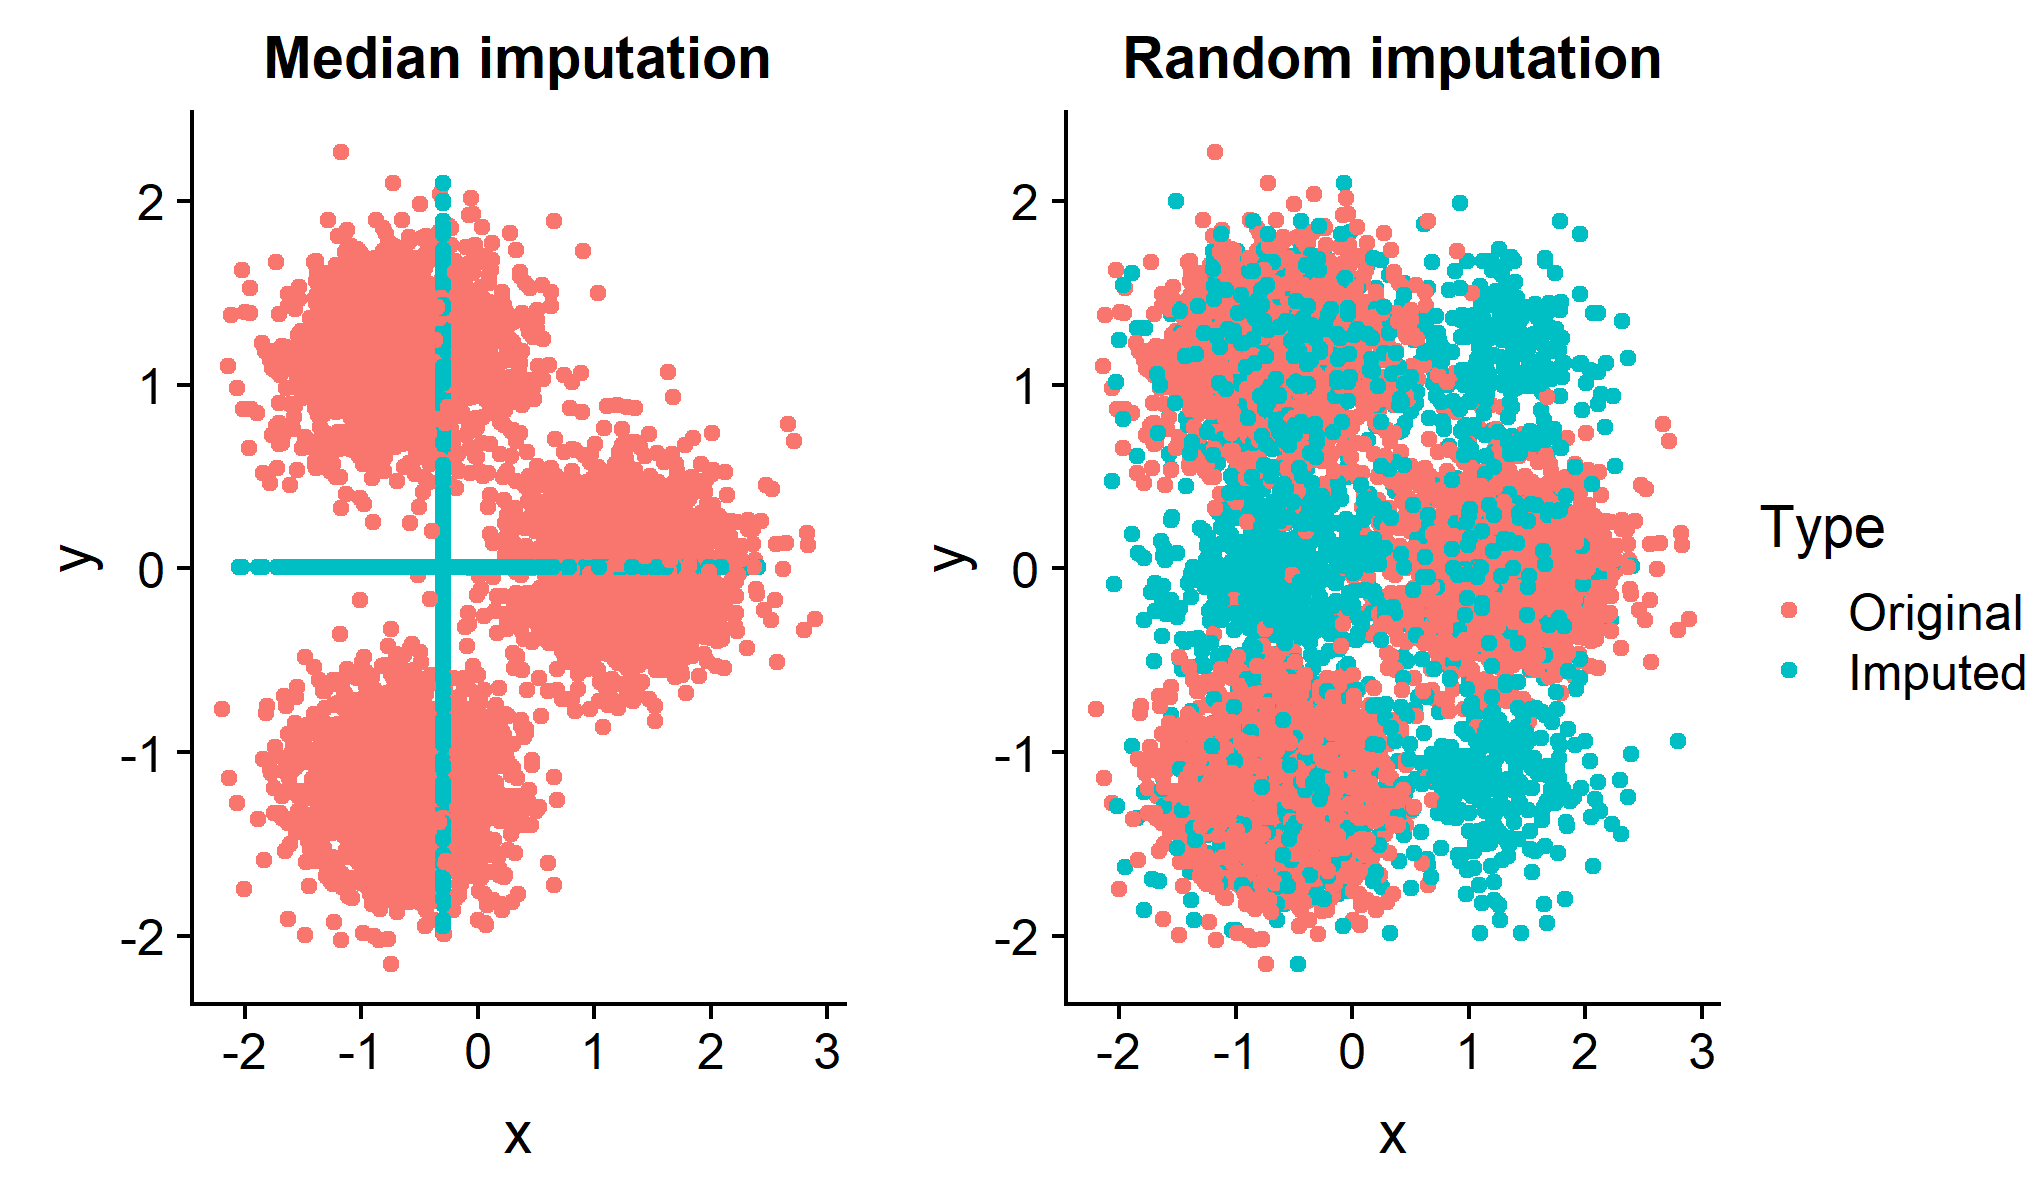 Median imputation
Random imputation
y
2
1
0
-1
-2
-2 -1 0 1 2 3
x
y
2
1
0
-1
-2
-2 -1 0 1 2 3
x
Type
Original
Imputed